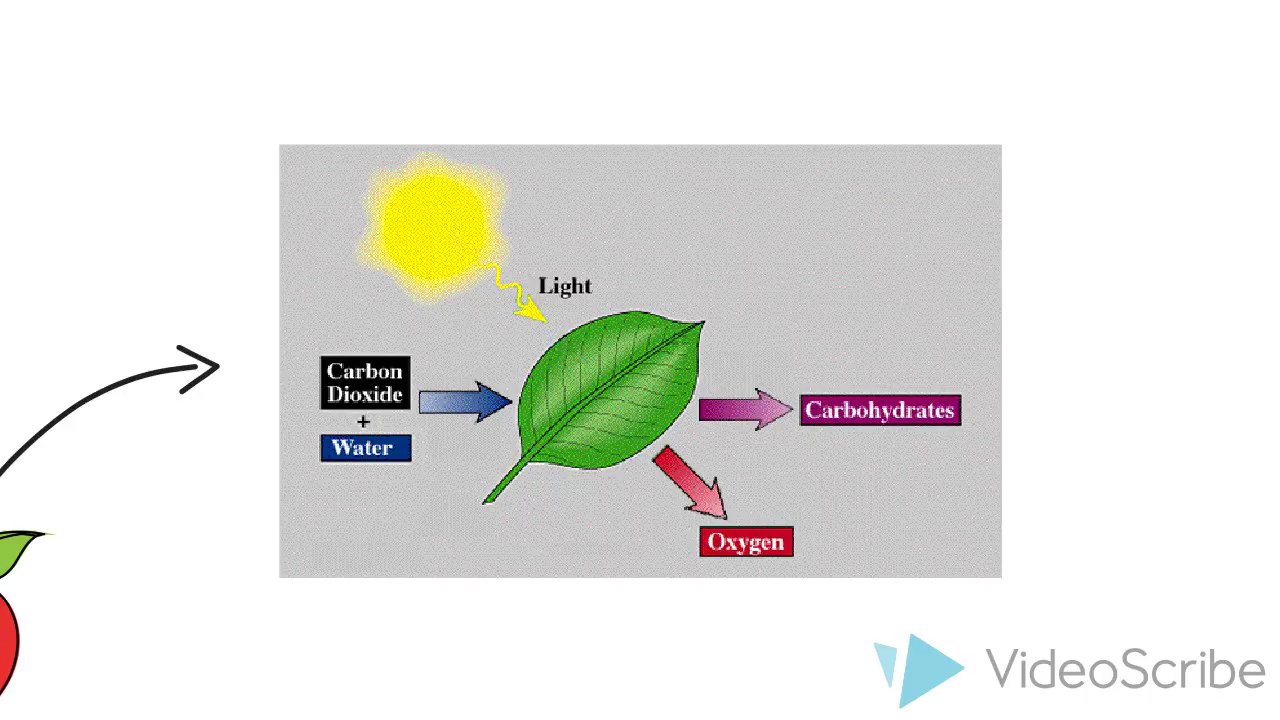 Light
Carbon
Dioxide
+
Water
Carbohydrates
Oxygen
VideoScribe